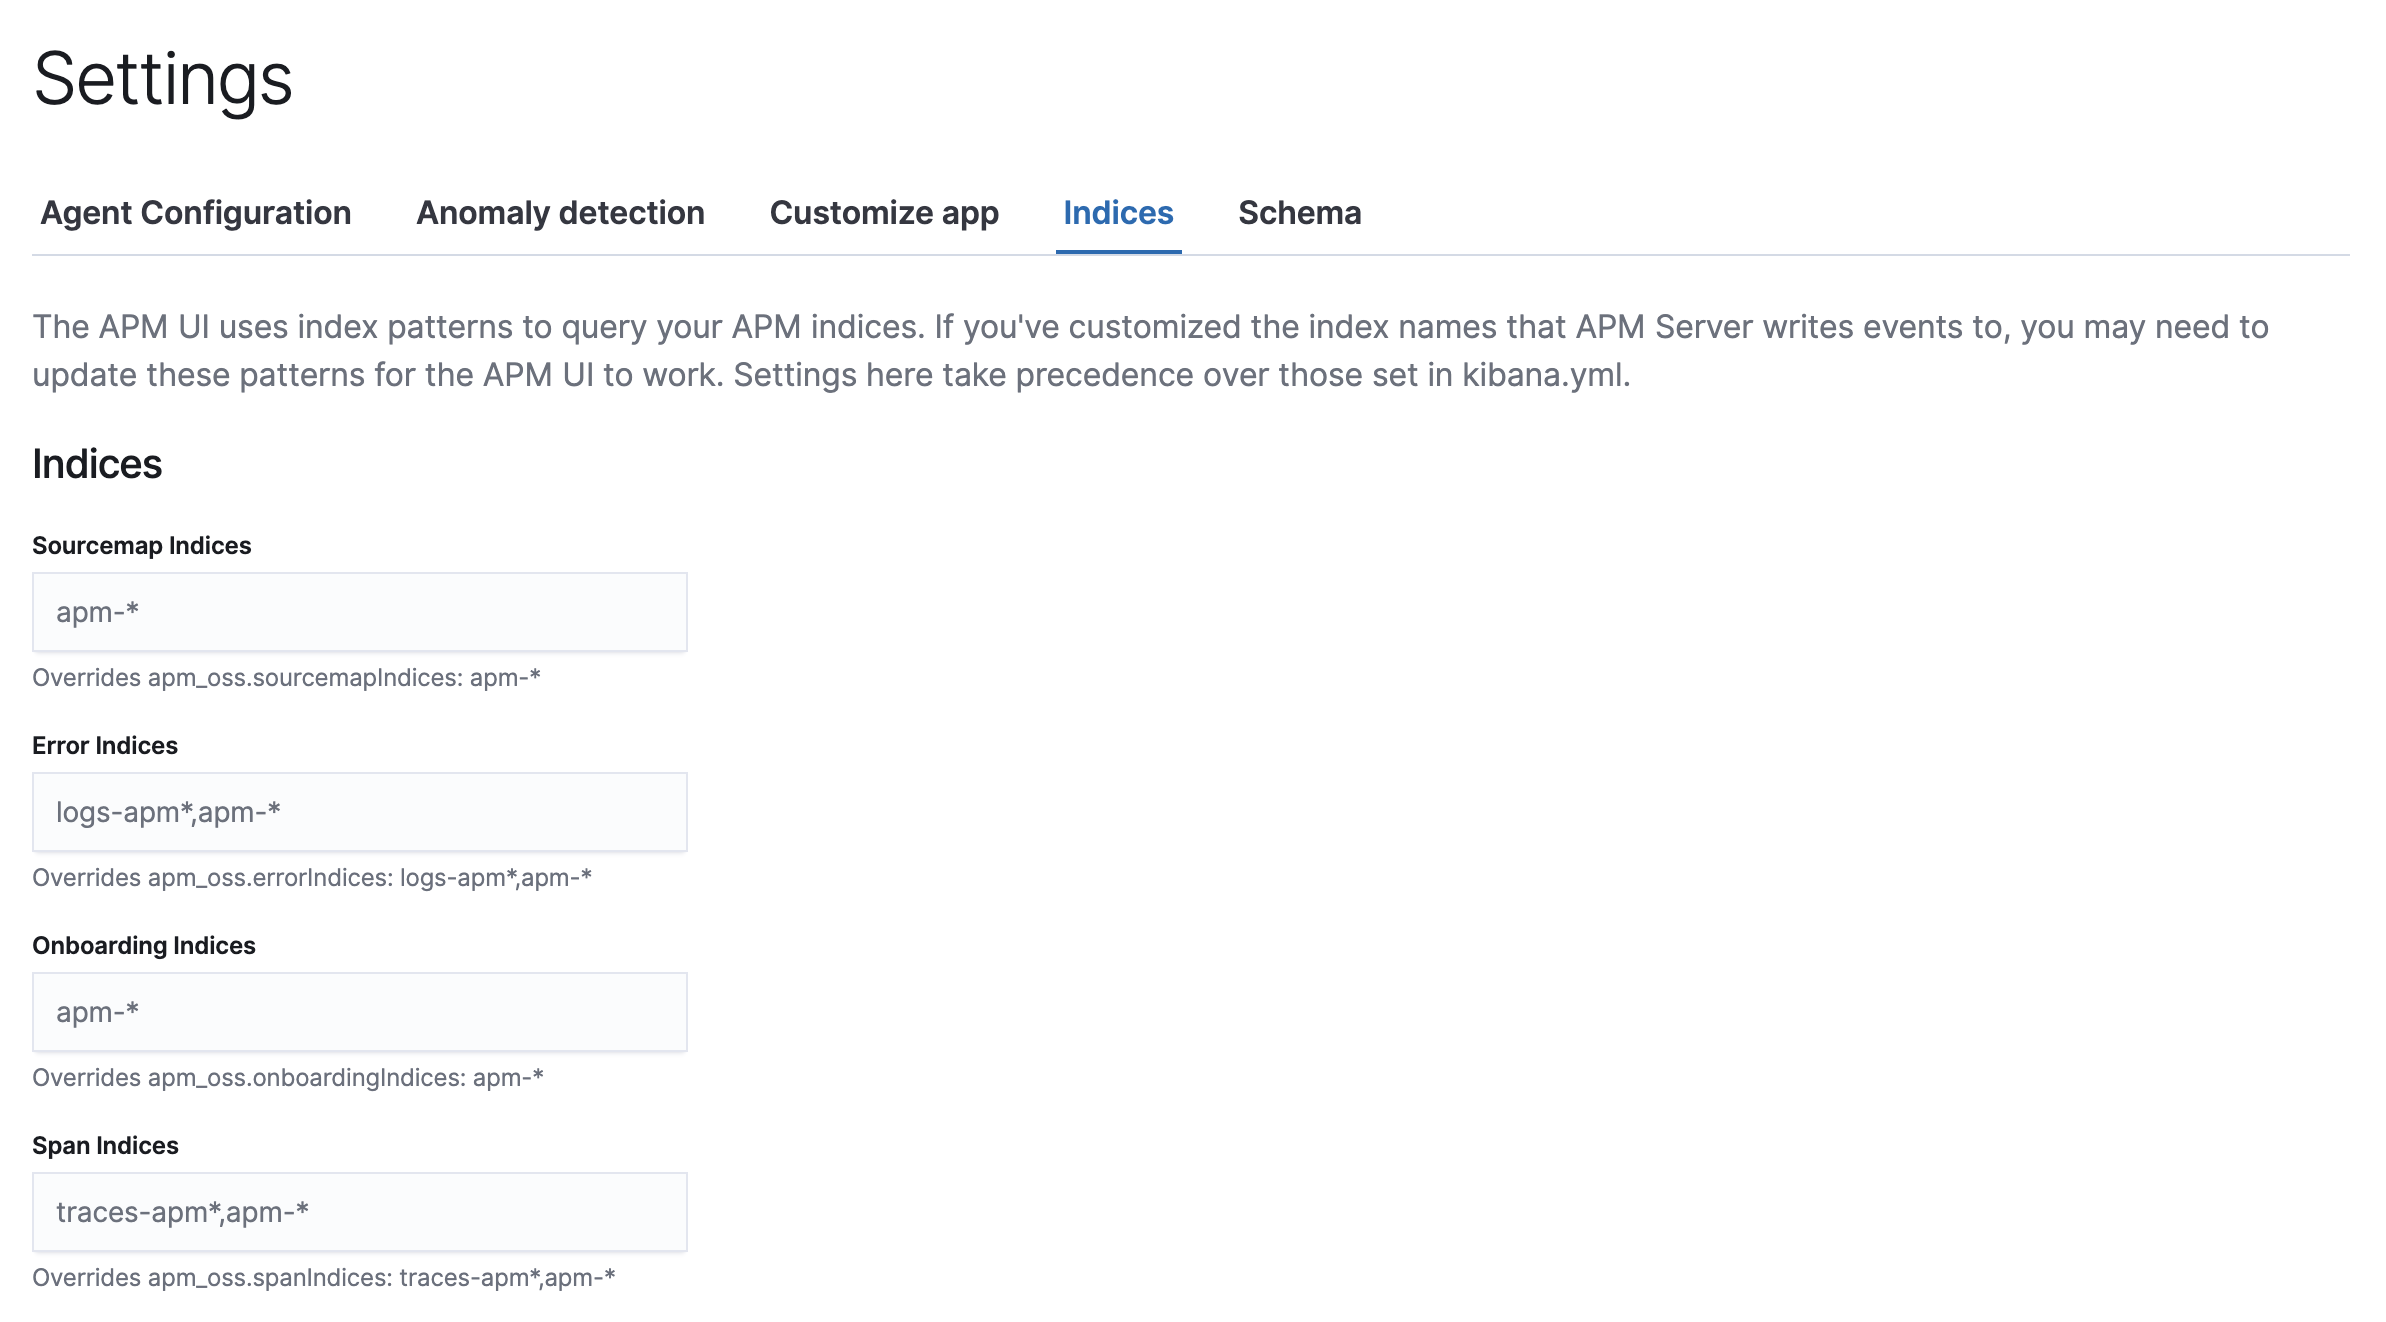 Settings
Agent Configuration Anomaly detection Customize app Indices Schema
The APM UI uses index patterns to query your APM indices. If you've customized the index names that APM Server writes events to, you may need to
update these patterns for the APM UI to work. Settings here take precedence over those set in kibana.yml.
Indices
Sourcemap Indices
apm-*
Overrides apm_oss.sourcemapIndices: apm-*
Error Indices
logs-apm*,apm-*
Overrides apm_oss.errorIndices: logs-apm*,apm-*
Onboarding Indices
apm-*
Overrides apm_oss.onboardingIndices: apm-*
Span Indices
traces-apm*,apm-*
Overrides apm_oss.spanIndices: traces-apm*,apm-*